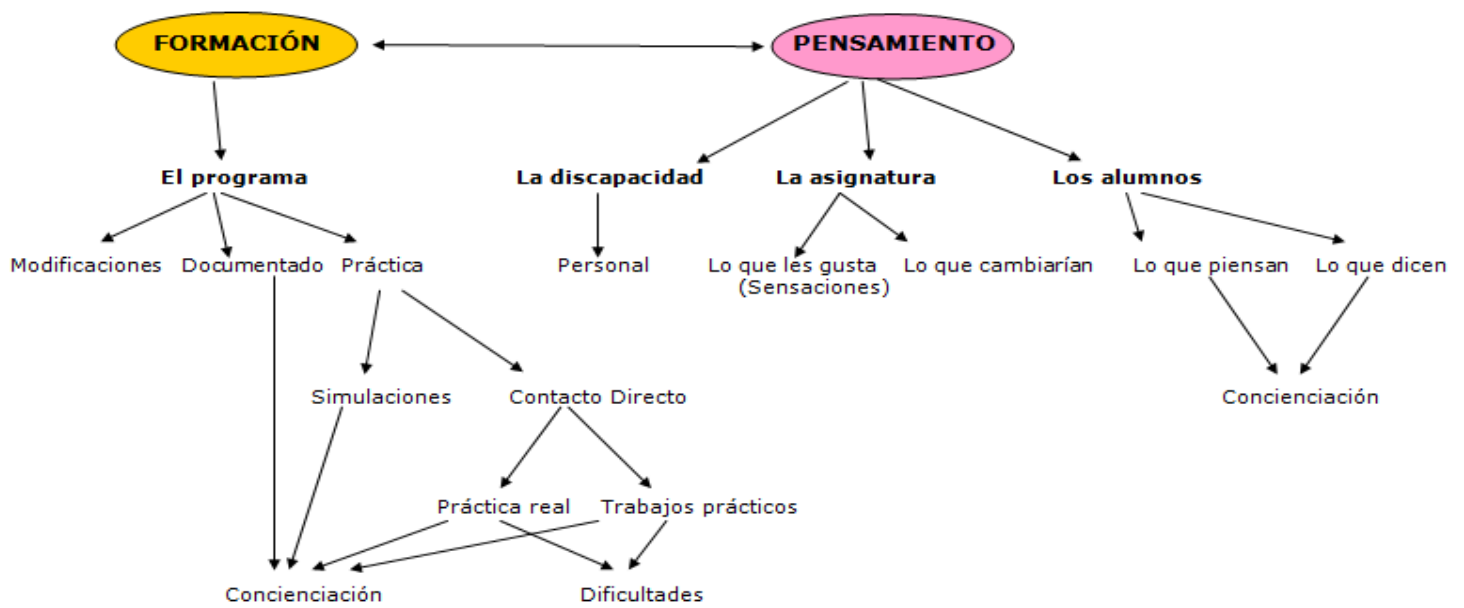 FORMACIÓN
PENSAMIENTO
El programa
La discapacidad
La asignatura
Los alumnos
Modificaciones
Documentado
Práctica
Personal
Lo que les gusta
(Sensaciones)
Lo que cambiarían
Lo que piensan
Lo que dicen
Simulaciones
Contacto Directo
Concienciación
Práctica real
Trabajos prácticos
Concienciación
Dificultades